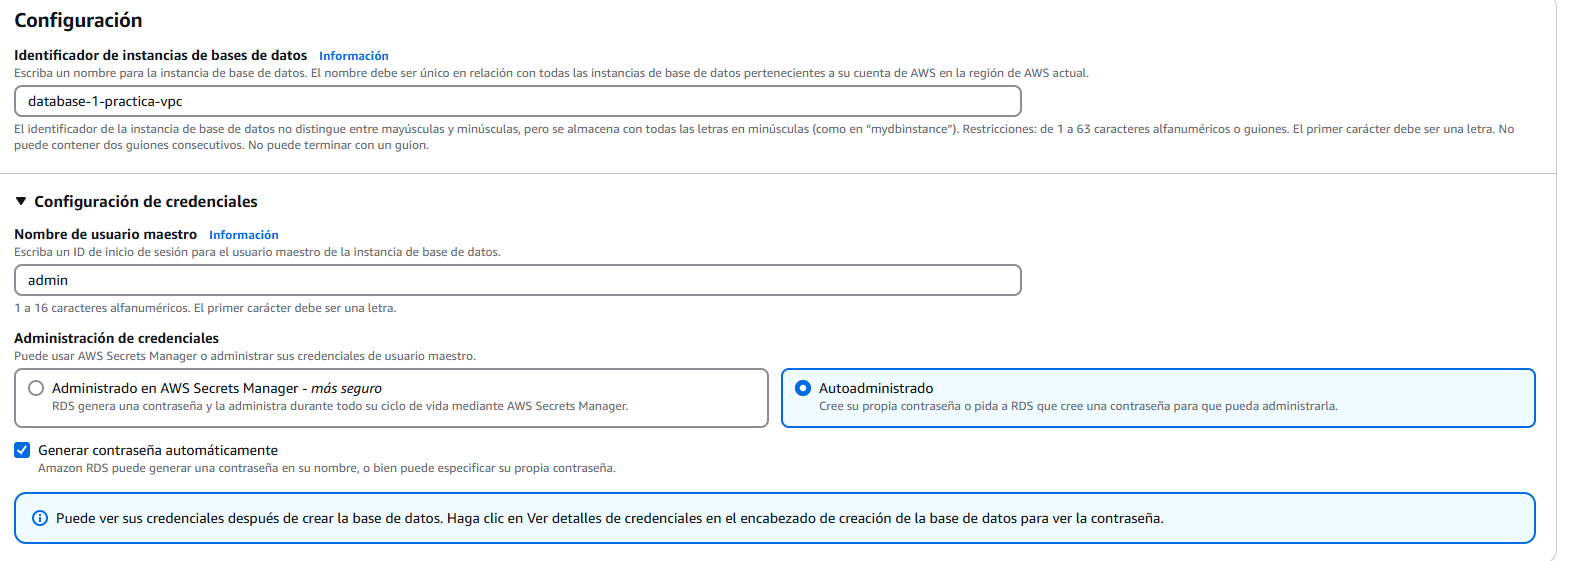 Configuración
Identificador de instancias de bases de datos Información
Escriba un nombre para la instancia de base de datos. El nombre debe ser único en relación con todas las instancias de base de datos pertenecientes a su cuenta de AWS en la región de AWS actual.
database-1-practica-vpc
El identificador de la instancia de base de datos no distingue entre mayúsculas y minúsculas, pero se almacena con todas las letras en minúsculas (como en “mydbinstance”). Restricciones: de 1 a 63 caracteres alfanuméricos o guiones. El primer carácter debe ser una letra. No
puede contener dos guiones consecutivos. No puede terminar con un guion.
Configuración de credenciales
Nombre de usuario maestro Información
Escriba un ID de inicio de sesión para el usuario maestro de la instancia de base de datos.
admin
1 a 16 caracteres alfanuméricos. El primer carácter debe ser una letra.
Administración de credenciales
Puede usar AWS Secrets Manager o administrar sus credenciales de usuario maestro.
Administrado en AWS Secrets Manager - más seguro
RDS genera una contraseña y la administra durante todo su ciclo de vida mediante AWS Secrets Manager.
Autoadministrado
Cree su propia contraseña o pida a RDS que cree una contraseña para que pueda administrarla.
Generar contraseña automáticamente
Amazon RDS puede generar una contraseña en su nombre, o bien puede especificar su propia contraseña.
Puede ver sus credenciales después de crear la base de datos. Haga clic en Ver detalles de credenciales en el encabezado de creación de la base de datos para ver la contraseña.